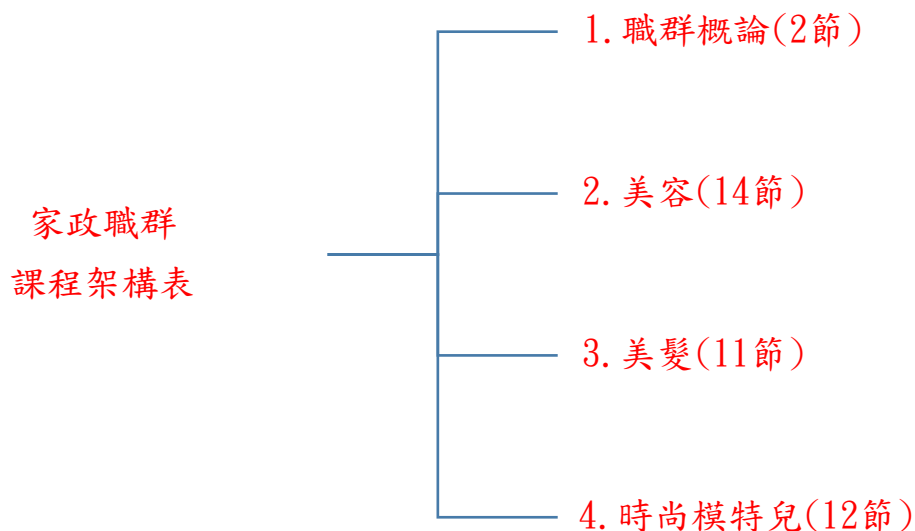 家政職群
課程架構表
1.職群概論(2節)
2.美容(14節)
3.美髮(11節)
4.時尚模特兒(12節)